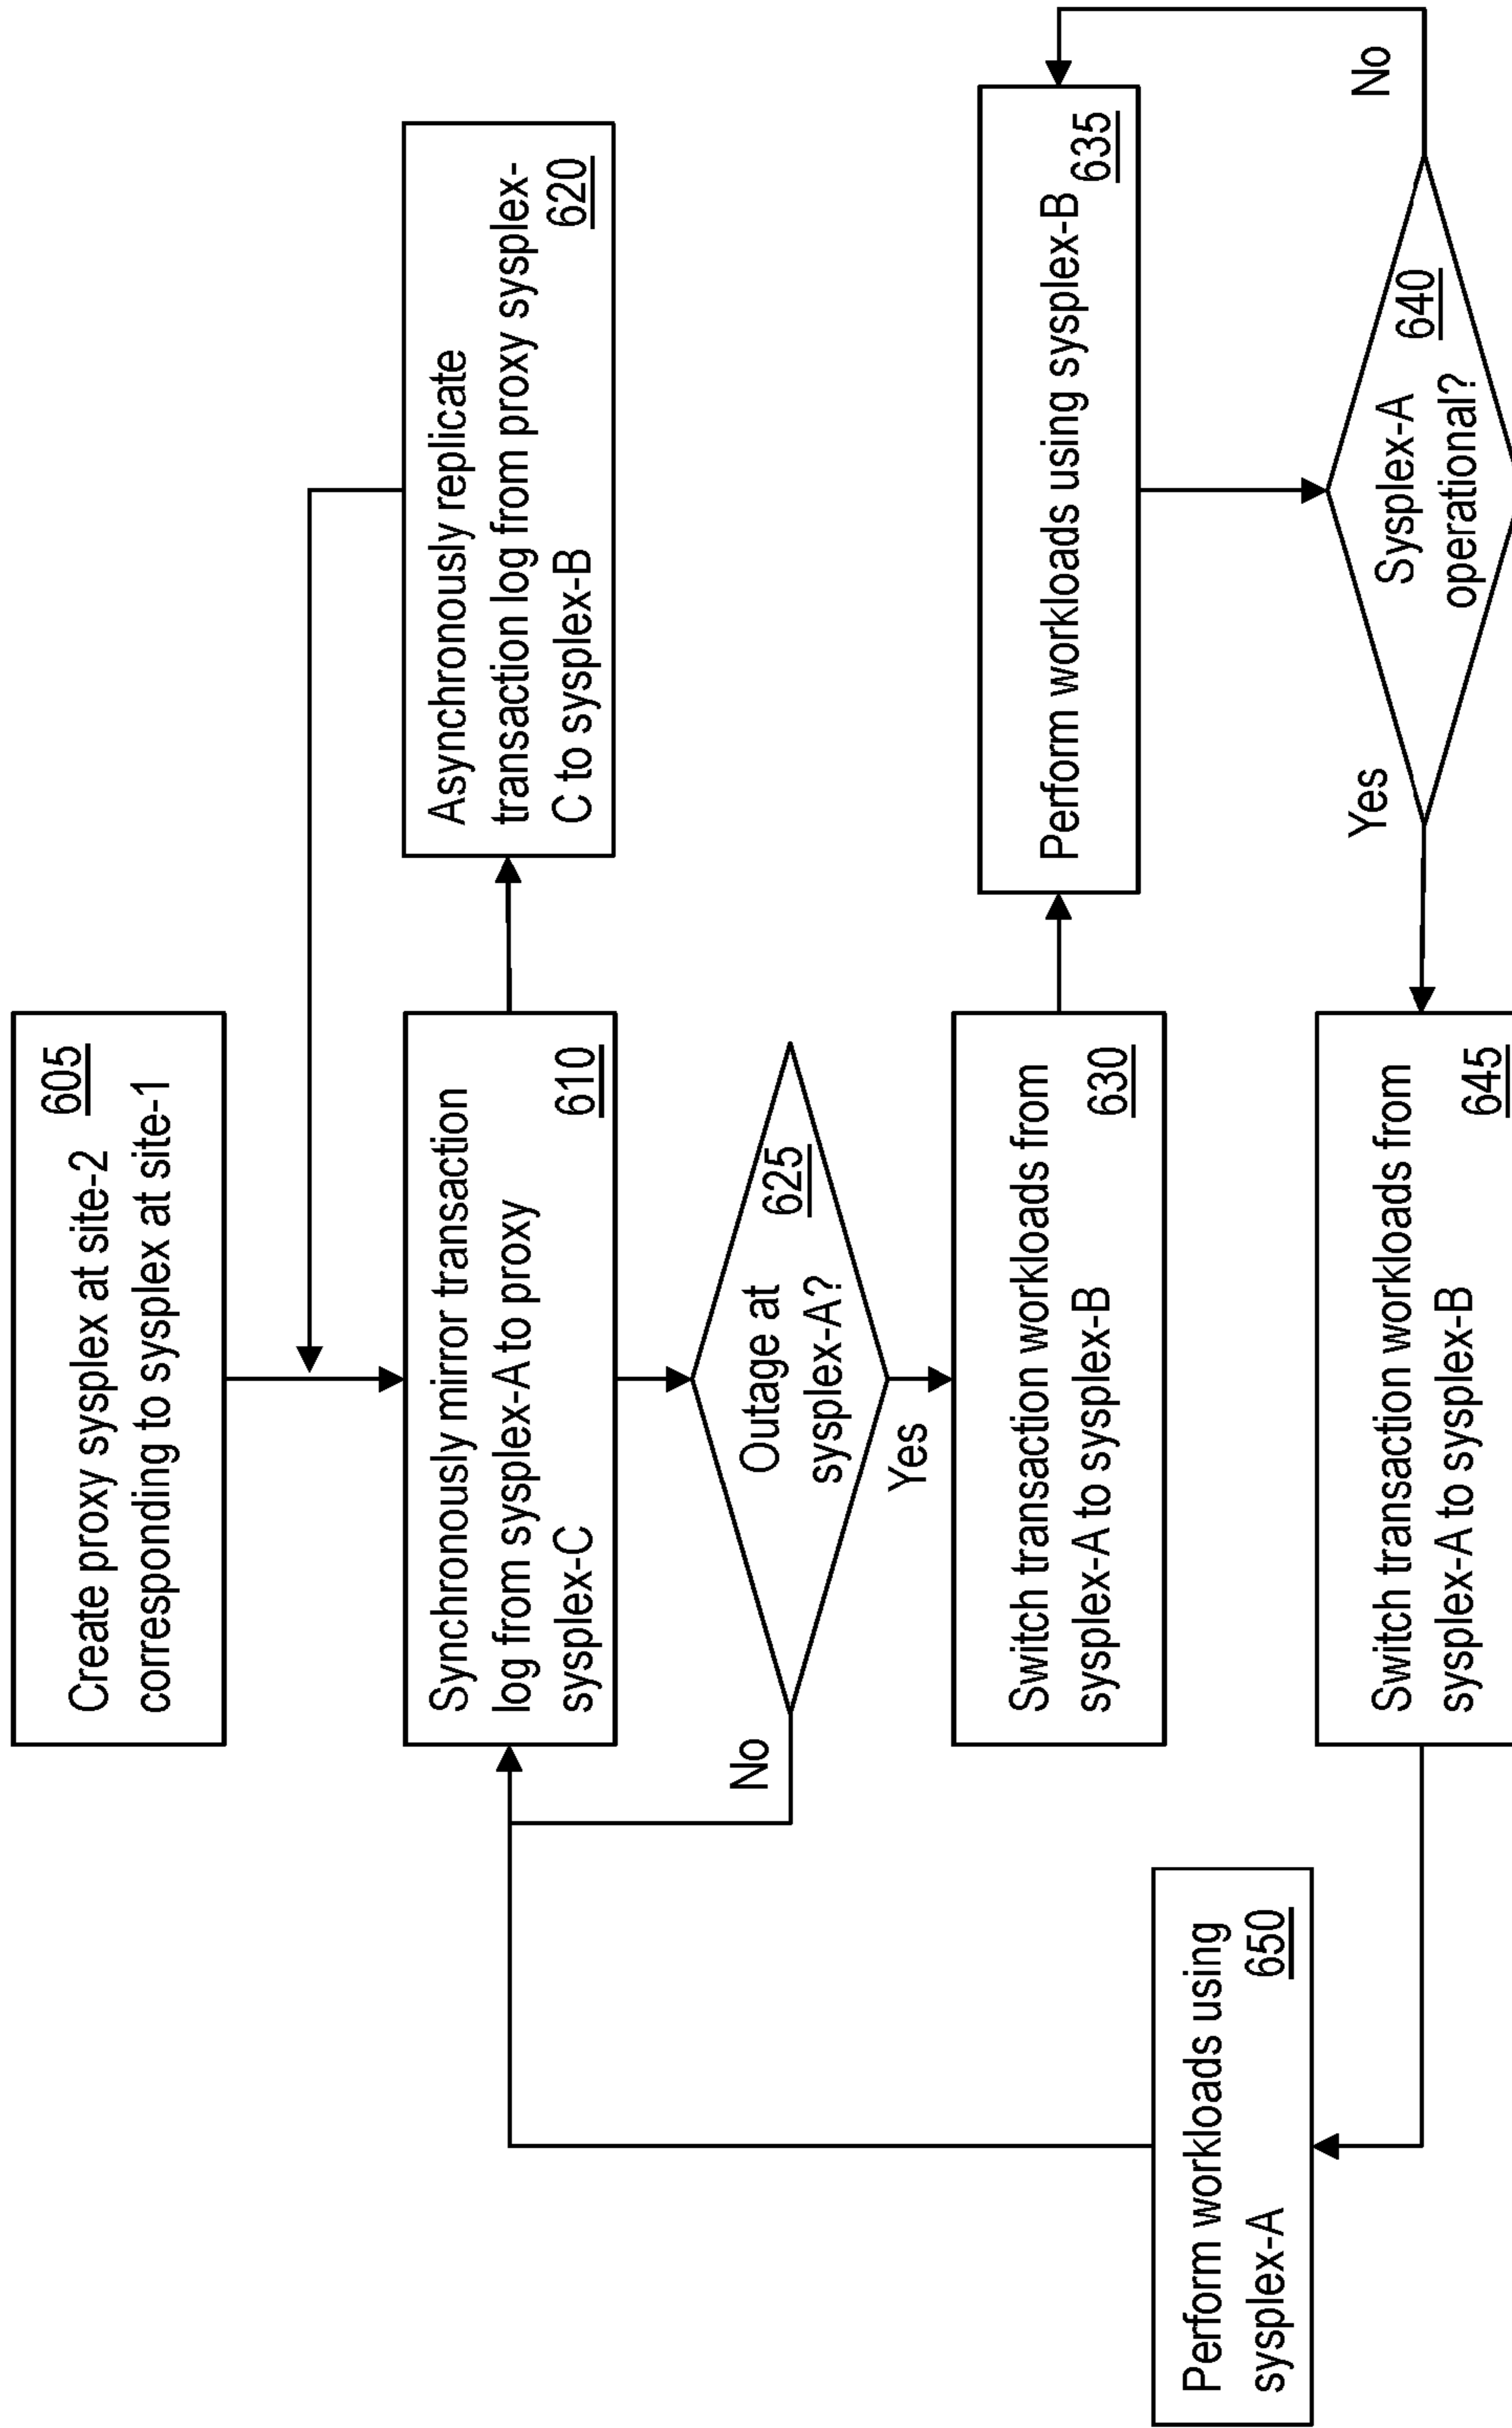 Create proxy sysplex at site-2 605
corresponding to sysplex at site-1
Synchronously mirror transaction
log from sysplex-A to proxy
sysplex-C 610
Asynchronously replicate
transaction log from proxy sysplex-
C to sysplex-B 620
Outage at 625
sysplex-A?
No
Yes
Switch transaction workloads from
sysplex-A to sysplex-B 630
Perform workloads using sysplex-B
635
Sysplex-A 640
operational?
No
Yes
Switch transaction workloads from
sysplex-A to sysplex-B 645
Perform workloads using
sysplex-A 650